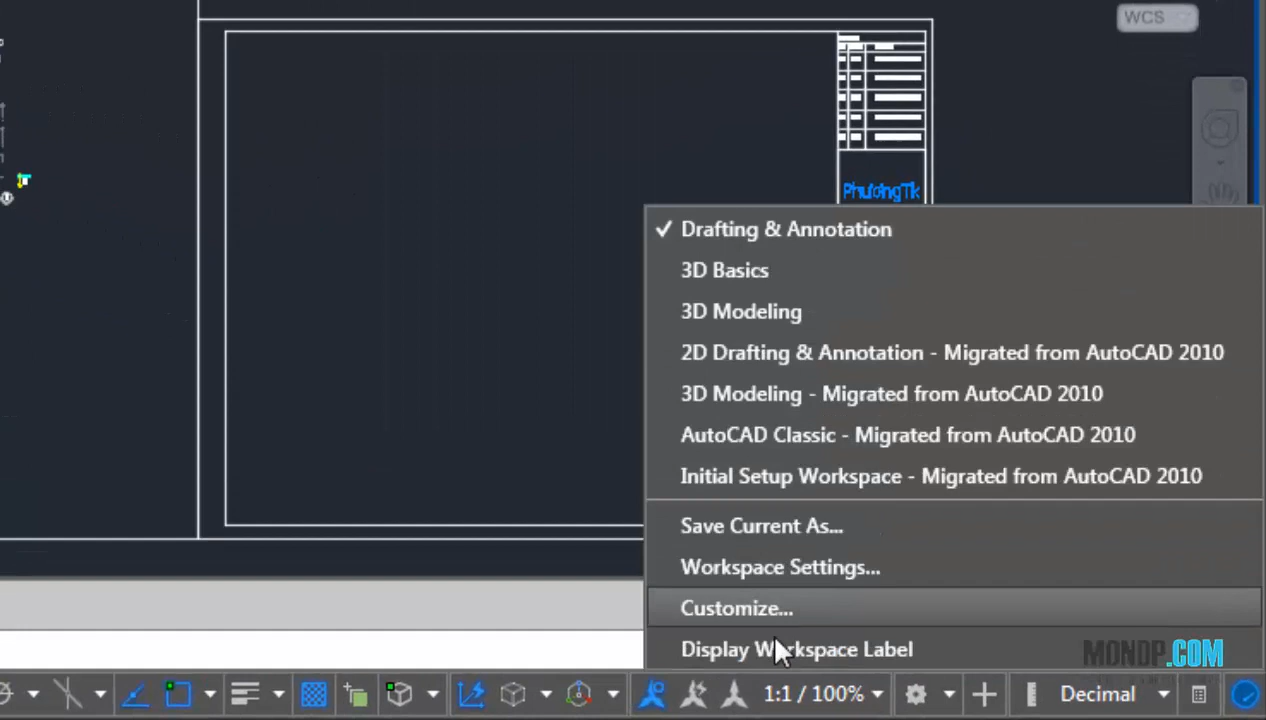 WCS
PhươngTlk
✓ Drafting & Annotation
3D Basics
3D Modeling
2D Drafting & Annotation - Migrated from AutoCAD 2010
3D Modeling - Migrated from AutoCAD 2010
AutoCAD Classic - Migrated from AutoCAD 2010
Initial Setup Workspace - Migrated from AutoCAD 2010
Save Current As...
Workspace Settings...
Customize...
Display Workspace Label
MONDP.COM
1:1 / 100%
Decimal